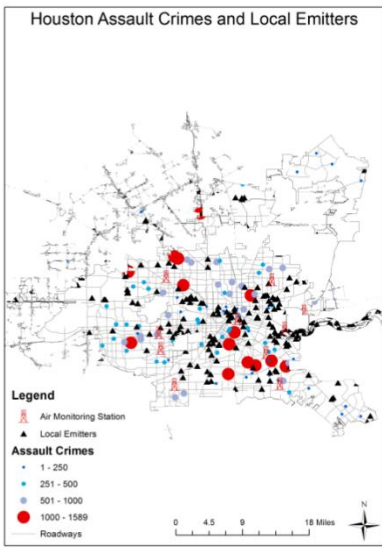 Houston Assault Crimes and Local Emitters
Legend
Air Monitoring Station
Local Emitters
Assault Crimes
1 - 250
251 - 500
501 - 1000
1000 - 1589
Roadways
0 4.5 9 18 Miles
N